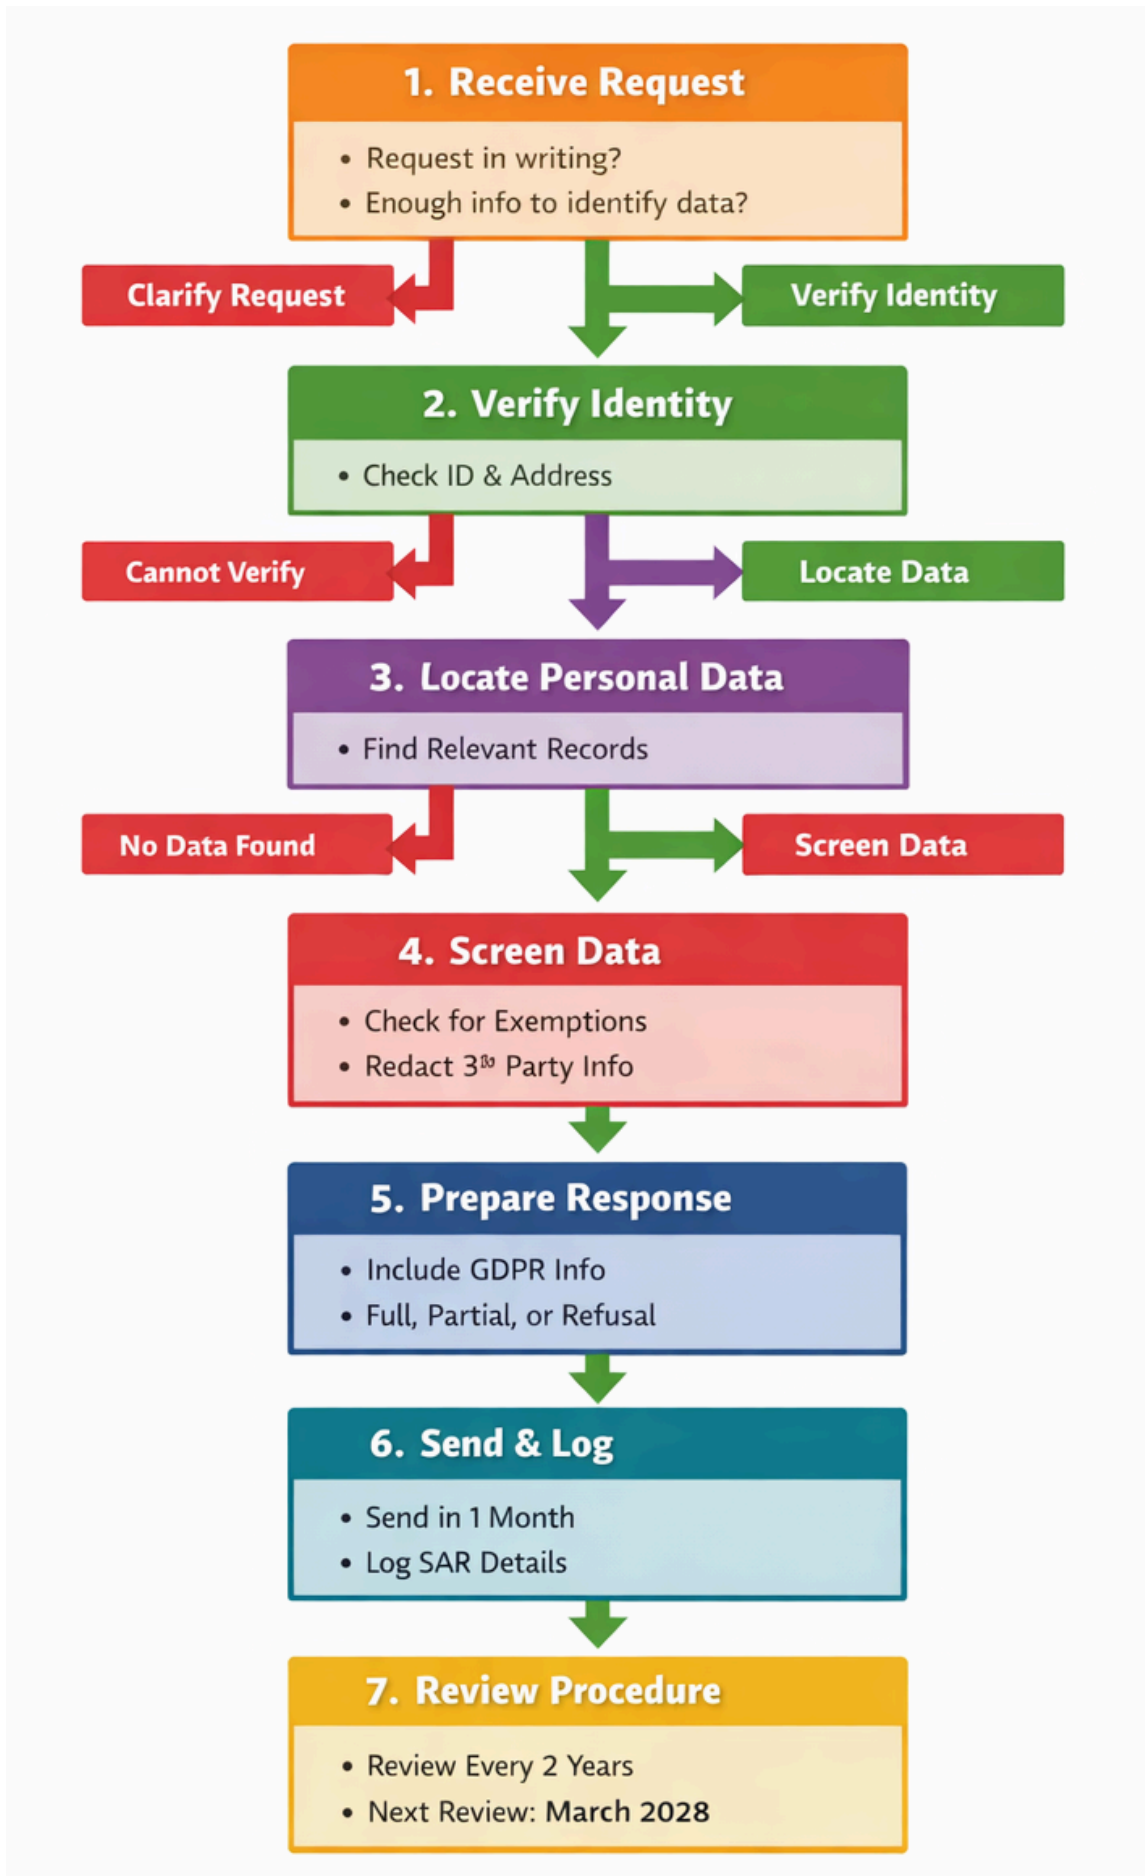 1. Receive Request
• Request in writing?
• Enough info to identify data?
Clarify Request
Verify Identity
2. Verify Identity
• Check ID & Address
Cannot Verify
Locate Data
3. Locate Personal Data
• Find Relevant Records
No Data Found
Screen Data
4. Screen Data
• Check for Exemptions
• Redact Party Info
5. Prepare Response
• Include GDPR Info
• Full, Partial, or Refusal
6. Send & Log
• Send in 1 Month
• Log SAR Details
7. Review Procedure
• Review Every 2 Years
• Next Review: March 2028